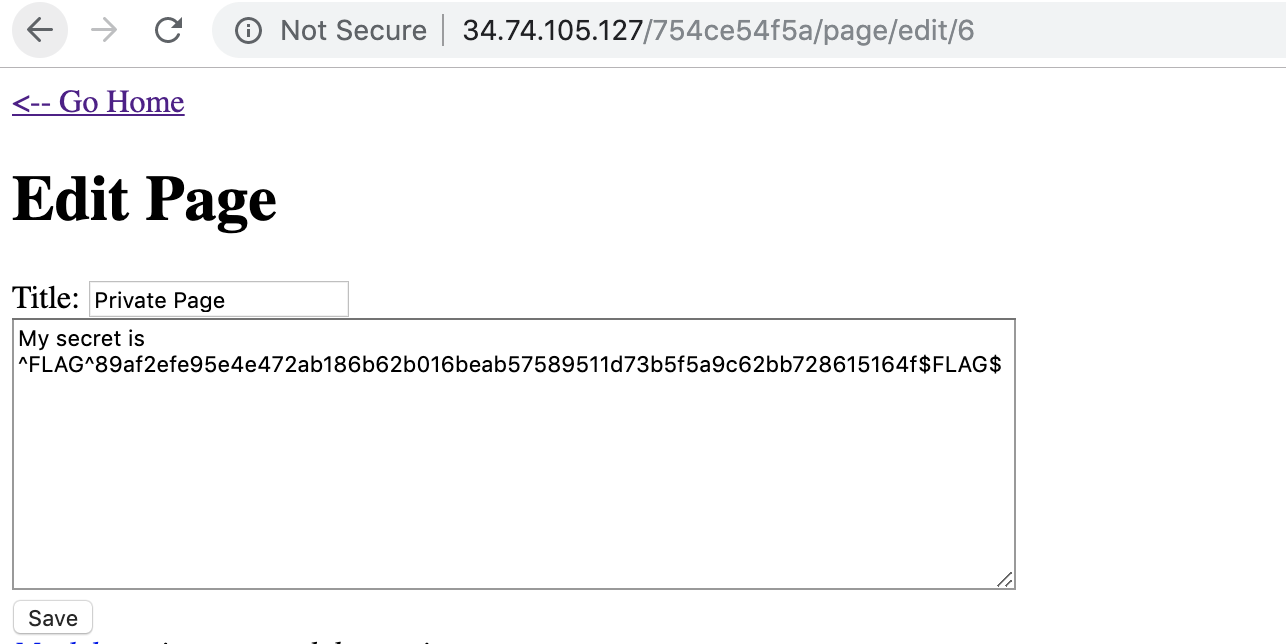 Not Secure | 34.74.105.127/754ce54f5a/page/edit/6
<-- Go Home
Edit Page
Title: Private Page
My secret is
^FLAG^89af2efe95e4e472ab186b62b016beab57589511d73b5f5a9c62bb728615164f$FLAG$
Save